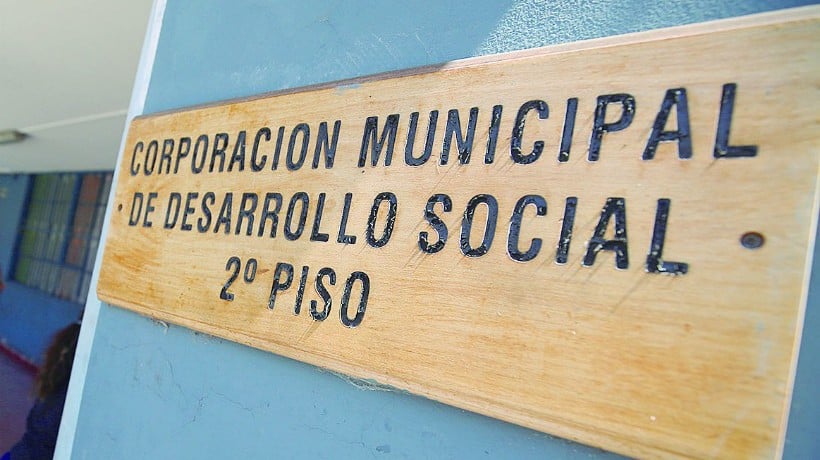 CORPORACION MUNICIPAL
DE DESARROLLO SOCIAL
2º PISO